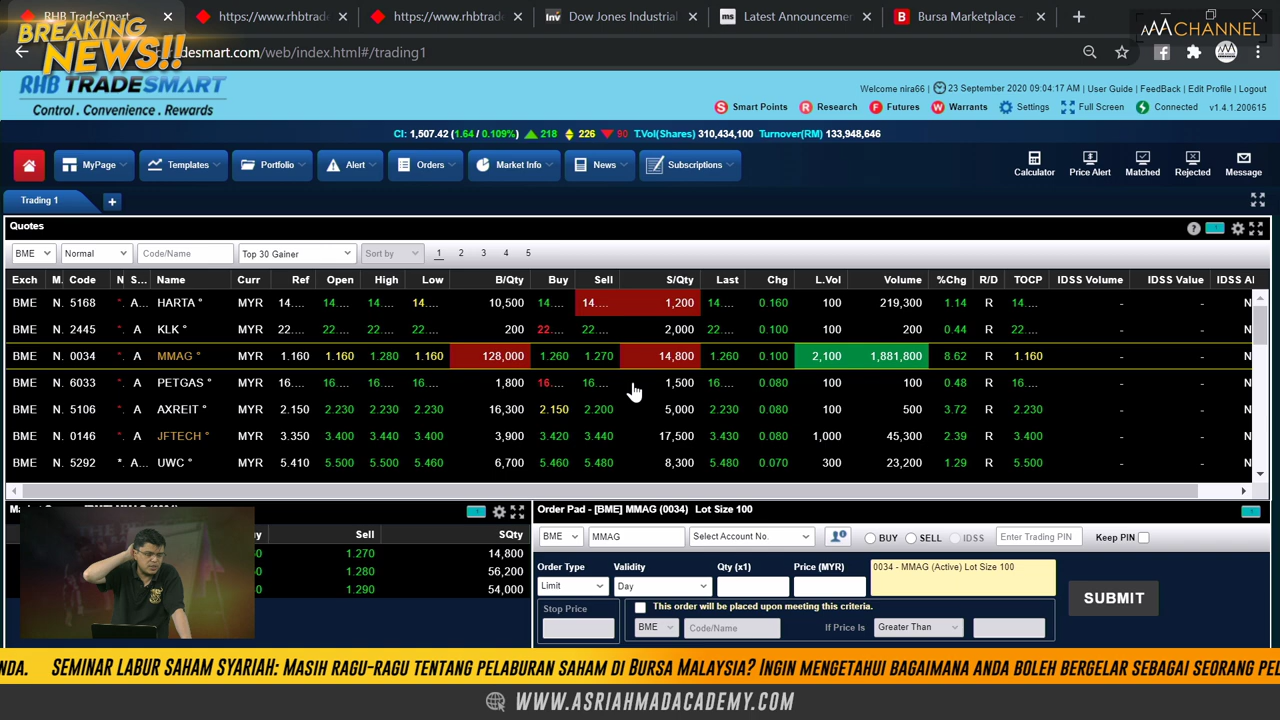 RHB TradeSmart
https://www.rhbtrade
https://www.rhbtradc
Dow Jones Industrial
Latest Announcemer
Bursa Marketplace -
BREAKING
NEWS!!
tradesmart.com/web/index.html#/trading1
AA CHANNEL
RHB TRADESMART
Control . Convenience . Rewards
Welcome nira66 | 23 September 2020 09:04:17 AM | User Guide | FeedBack | Edit Profile | Logout
Smart Points Research Futures Warrants Settings Full Screen Connected v1.4.1.200615
CI: 1,507.42 (1.64 / 0.109%) 218 226 90 T.Vol(Shares) 310,434,100 Turnover(RM) 133,948,646
MyPage Templates Portfolio Alert Orders Market Info News Subscriptions
Calculator Price Alert Matched Rejected Message
Trading 1 +
Quotes
BME Normal Code/Name Top 30 Gainer Sort by 1 2 3 4 5
Exch M. Code N S... Name Curr Ref Open High Low B/Qty Buy Sell S/Qty Last Chg L.Vol Volume %Chg R/D TOCP IDSS Volume IDSS Value IDSS A
BME N. 5168 *. A... HARTA ° MYR 14.... 14.... 14.... 14.... 10,500 14.... 14.... 1,200 14.... 0.160 100 219,300 1.14 R 14.... - - N
BME N. 2445 *. A KLK ° MYR 22.... 22.... 22.... 22.... 200 22.... 22.... 2,000 22.... 0.100 100 200 0.44 R 22.... - - N
BME N. 0034 *. A MMAG ° MYR 1.160 1.160 1.280 1.160 128,000 1.260 1.270 14,800 1.260 0.100 2,100 1,881,800 8.62 R 1.160 - - N
BME N. 6033 *. A PETGAS ° MYR 16.... 16.... 16.... 16.... 1,800 16.... 16.... 1,500 16.... 0.080 100 100 0.48 R 16.... - - N
BME N. 5106 *. A AXREIT ° MYR 2.150 2.230 2.230 2.230 16,300 2.150 2.200 5,000 2.230 0.080 100 500 3.72 R 2.230 - - N
BME N. 0146 *. A JFTECH ° MYR 3.350 3.400 3.440 3.400 3,900 3.420 3.440 17,500 3.430 0.080 1,000 45,300 2.39 R 3.400 - - N
BME N. 5292 *. A... UWC ° MYR 5.410 5.500 5.500 5.460 6,700 5.460 5.480 8,300 5.480 0.070 300 23,200 1.29 R 5.500 - - N
Order Pad - [BME] MMAG (0034) Lot Size 100
Sell SQty
1.270 14,800
1.280 56,200
1.290 54,000
BME MMAG Select Account No. BUY SELL IDSS Enter Trading PIN Keep PIN
Order Type Validity Qty (x1) Price (MYR) 0034 - MMAG (Active) Lot Size 100
Limit Day
SUBMIT
Stop Price This order will be placed upon meeting this criteria.
BME Code/Name If Price Is Greater Than
NDA. SEMINAR LABUR SAHAM SYARIAH: MASIH RAGU-RAGU TENTANG PELABURAN SAHAM DI BURSA MALAYSIA? INGIN MENGETAHUI BAGAIMANA ANDA BOLEH BERGELAR SEBAGAI SEORANG PEL
WWW.ASRIAHMADACADEMY.COM